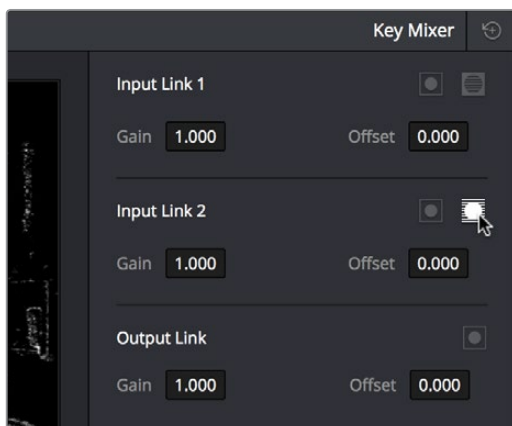 Key Mixer
Input Link 1
Gain 1.000 Offset 0.000
Input Link 2
Gain 1.000 Offset 0.000
Output Link
Gain 1.000 Offset 0.000